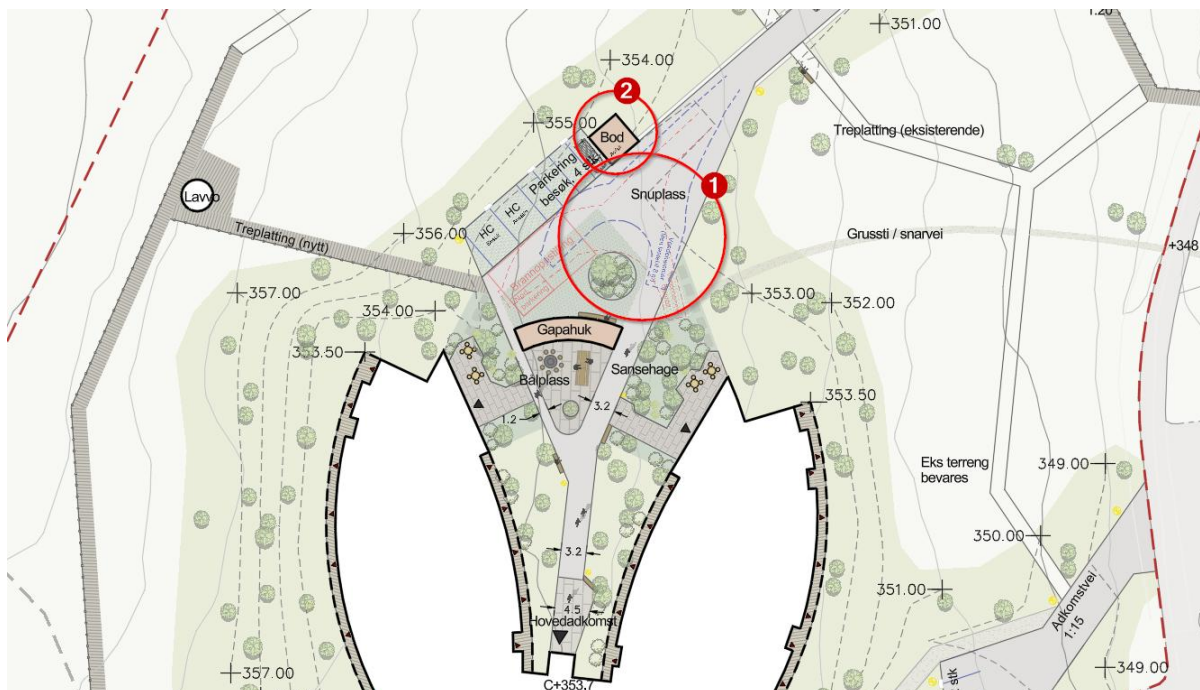 1:20
351.00
354.00
2
355.00
Bod
Treplatting (eksisterende)
Parkering
besøk, 4 stk
1
Snuplass
HC
HC
Lavvo
Treplatting (nytt)
356.00
Grussti / snarvei
+348
Brannoppstilling
357.00
353.00
352.00
354.00
Gapahuk
353.50
Bålplass
Sansehage
353.50
1.2
3.2
Eks terreng
bevares
349.00
350.00
3.2
351.00
Adkomstvei
1:15
4.5
Hovedadkomst
357.00
349.00
stk
C+353,7